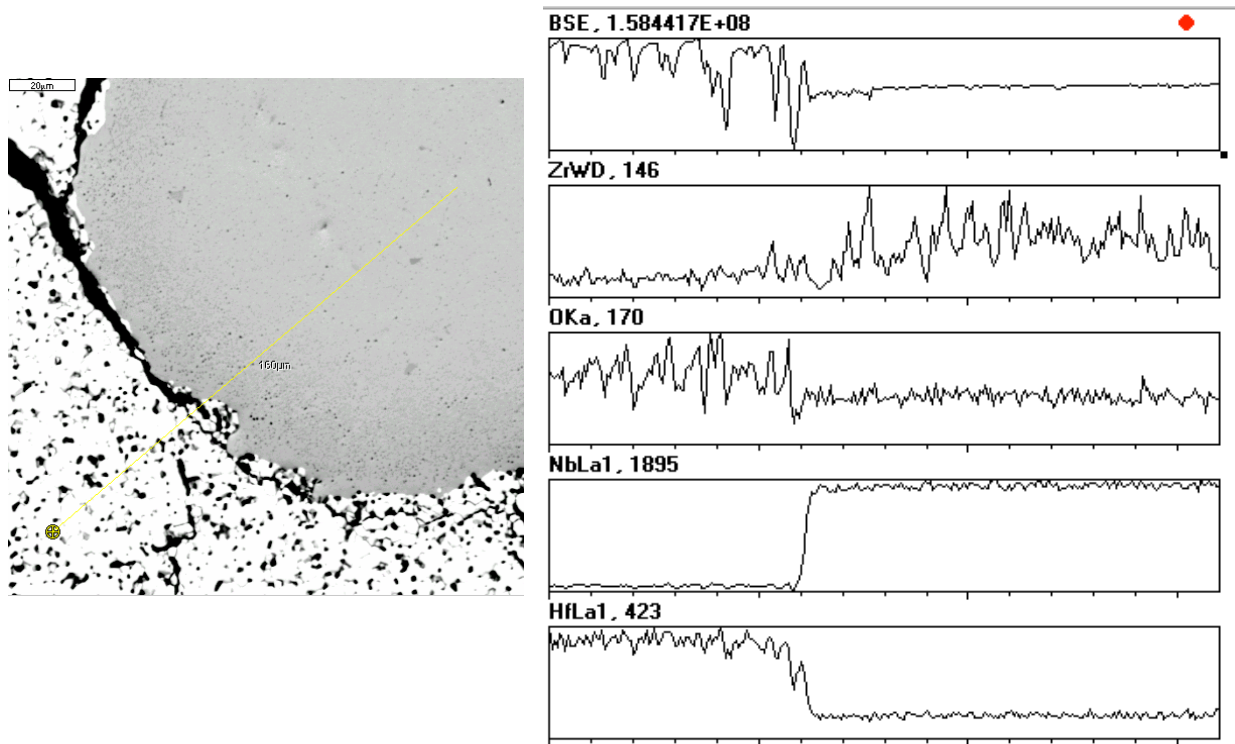 20µm
160µm
BSE, 1.584417E+08
ZrWD, 146
OKa, 170
NbLa1, 1895
HfLa1, 423